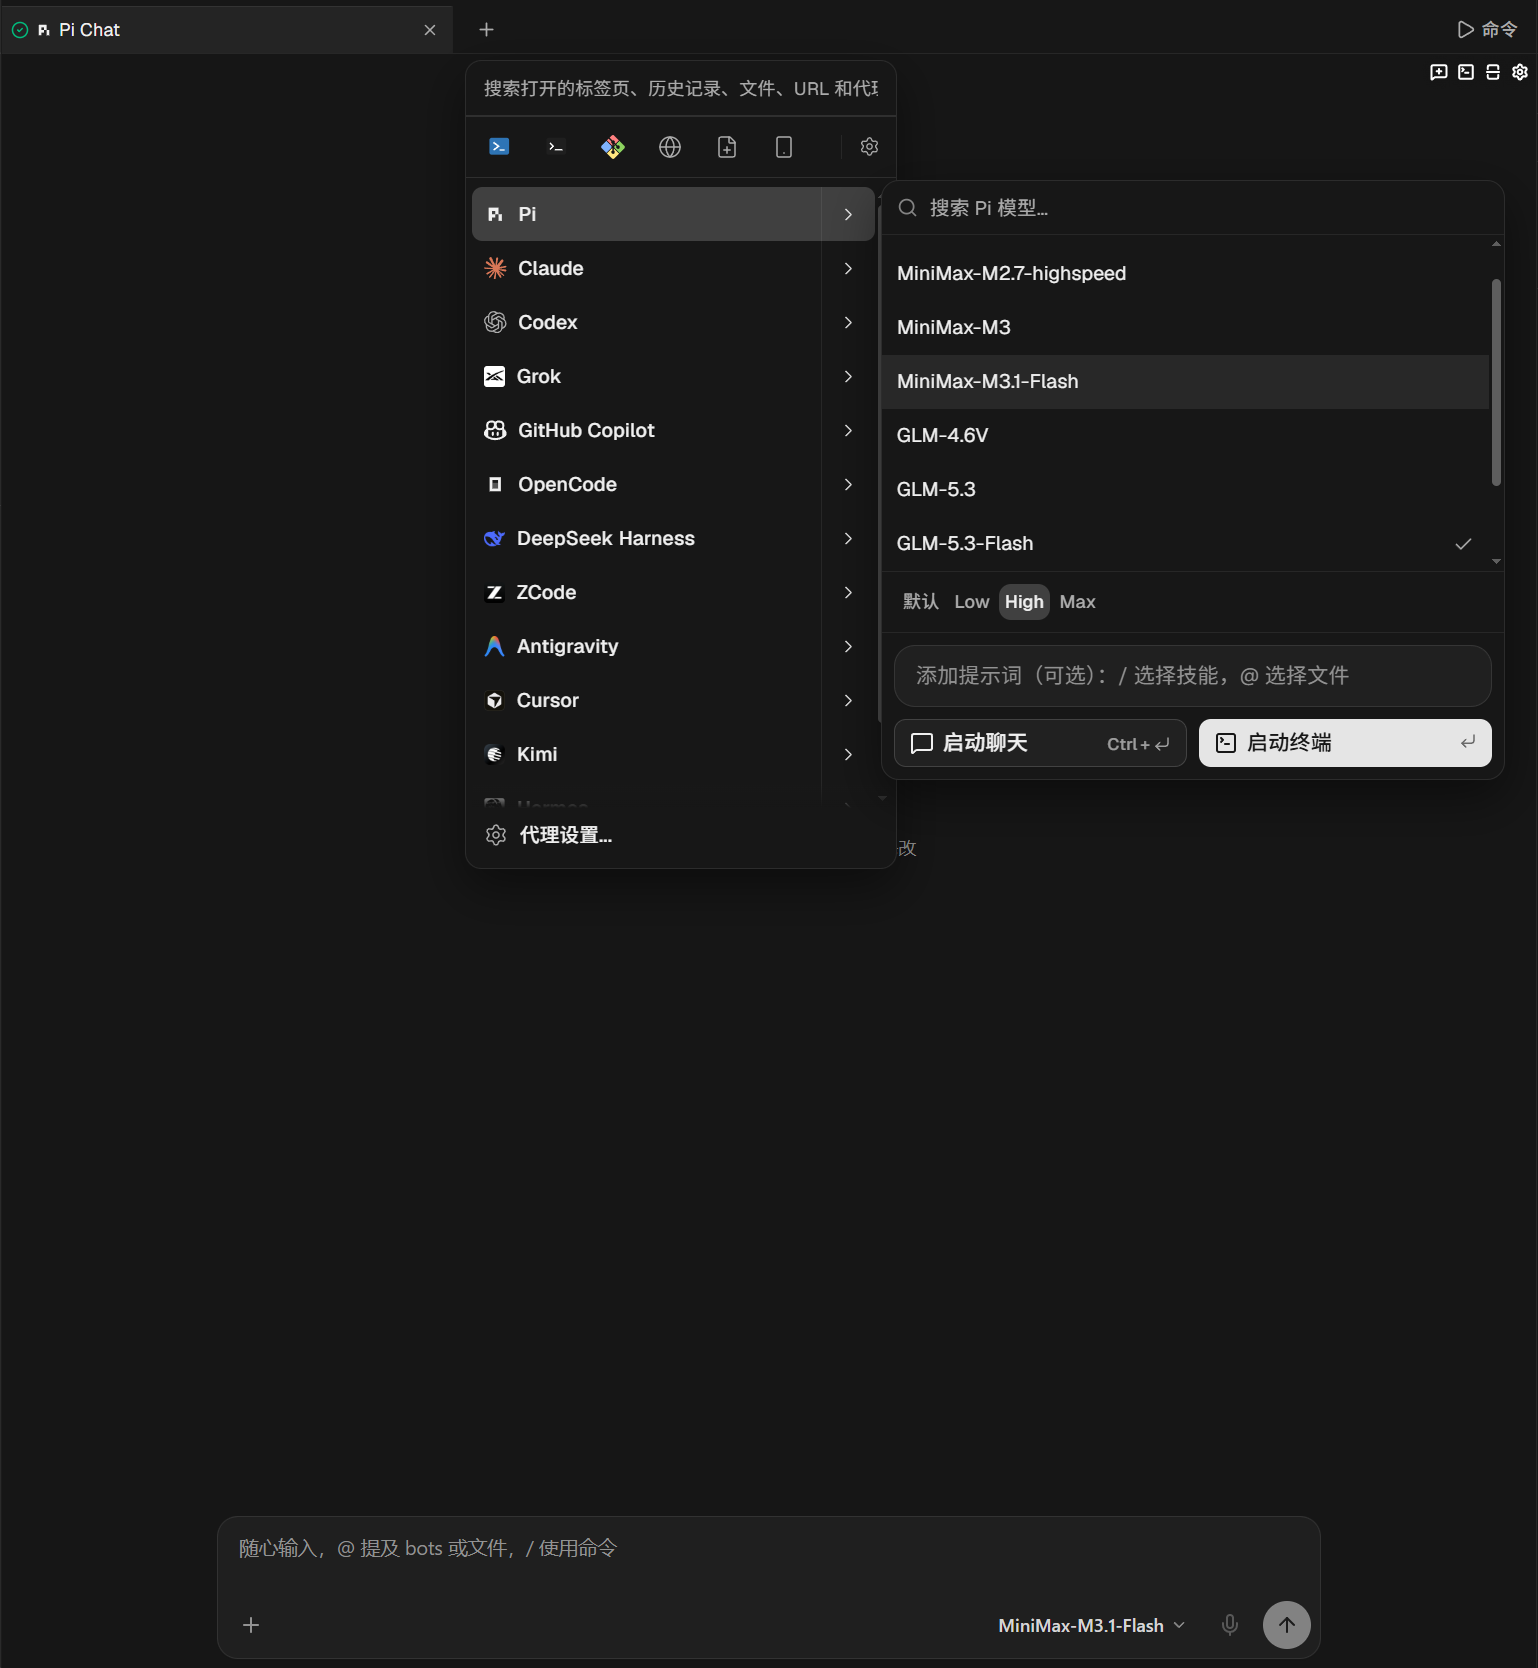 Pi Chat
命令
搜索打开的标签页、历史记录、文件、URL 和代理
Pi
Claude
Codex
Grok
GitHub Copilot
OpenCode
DeepSeek Harness
ZCode
Antigravity
Cursor
Kimi
Hermes
代理设置...
搜索 Pi 模型...
MiniMax-M2.7-highspeed
MiniMax-M3
MiniMax-M3.1-Flash
GLM-4.6V
GLM-5.3
GLM-5.3-Flash
默认 Low High Max
添加提示词（可选）：/ 选择技能，@ 选择文件
启动聊天 Ctrl+
启动终端
改
随心输入，@ 提及 bots 或文件，/ 使用命令
MiniMax-M3.1-Flash